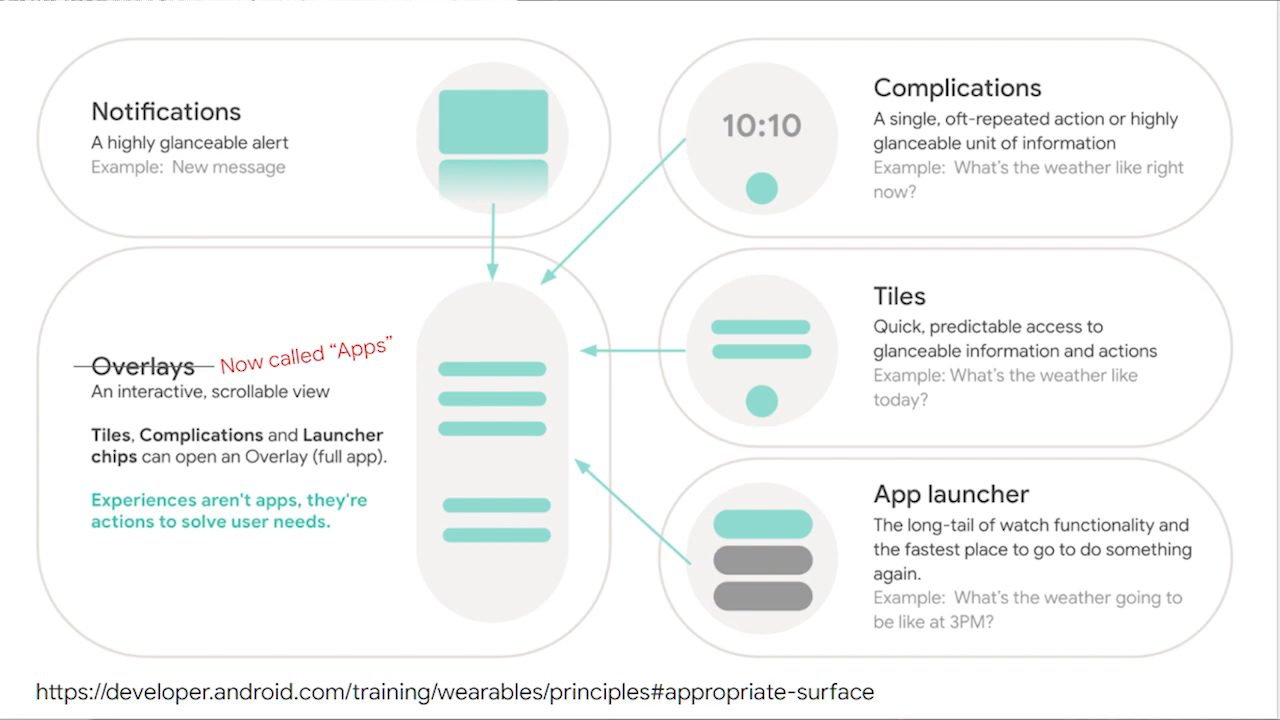 Notifications
A highly glanceable alert
Example:  New message
10:10
Complications
A single, oft-repeated action or highly
glanceable unit of information
Example:  What's the weather like right
now?
Overlays Now called “Apps”
An interactive, scrollable view
Tiles, Complications and Launcher
chips can open an Overlay (full app).
Experiences aren't apps, they're
actions to solve user needs.
Tiles
Quick, predictable access to
glanceable information and actions
Example: What's the weather like
today?
App launcher
The long-tail of watch functionality and
the fastest place to go to do something
again.
Example:  What's the weather going to
be like at 3PM?
https://developer.android.com/training/wearables/principles#appropriate-surface